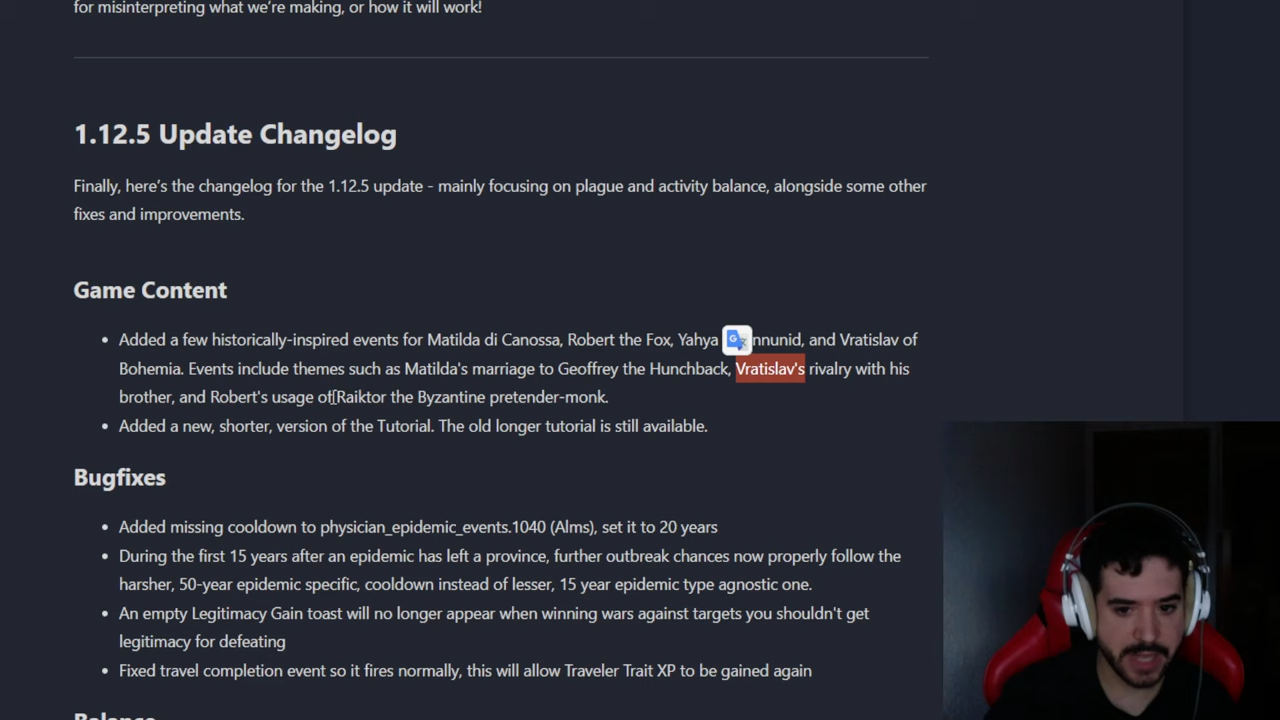 for misinterpreting what we're making, or how it will work!
1.12.5 Update Changelog
Finally, here's the changelog for the 1.12.5 update - mainly focusing on plague and activity balance, alongside some other
fixes and improvements.
Game Content
Added a few historically-inspired events for Matilda di Canossa, Robert the Fox, Yahya nnunid, and Vratislav of
Bohemia. Events include themes such as Matilda's marriage to Geoffrey the Hunchback, Vratislav's rivalry with his
brother, and Robert's usage of Raiktor the Byzantine pretender-monk.
Added a new, shorter, version of the Tutorial. The old longer tutorial is still available.
Bugfixes
Added missing cooldown to physician_epidemic_events.1040 (Alms), set it to 20 years
During the first 15 years after an epidemic has left a province, further outbreak chances now properly follow the
harsher, 50-year epidemic specific, cooldown instead of lesser, 15 year epidemic type agnostic one.
An empty Legitimacy Gain toast will no longer appear when winning wars against targets you shouldn't get
legitimacy for defeating
Fixed travel completion event so it fires normally, this will allow Traveler Trait XP to be gained again
Balance